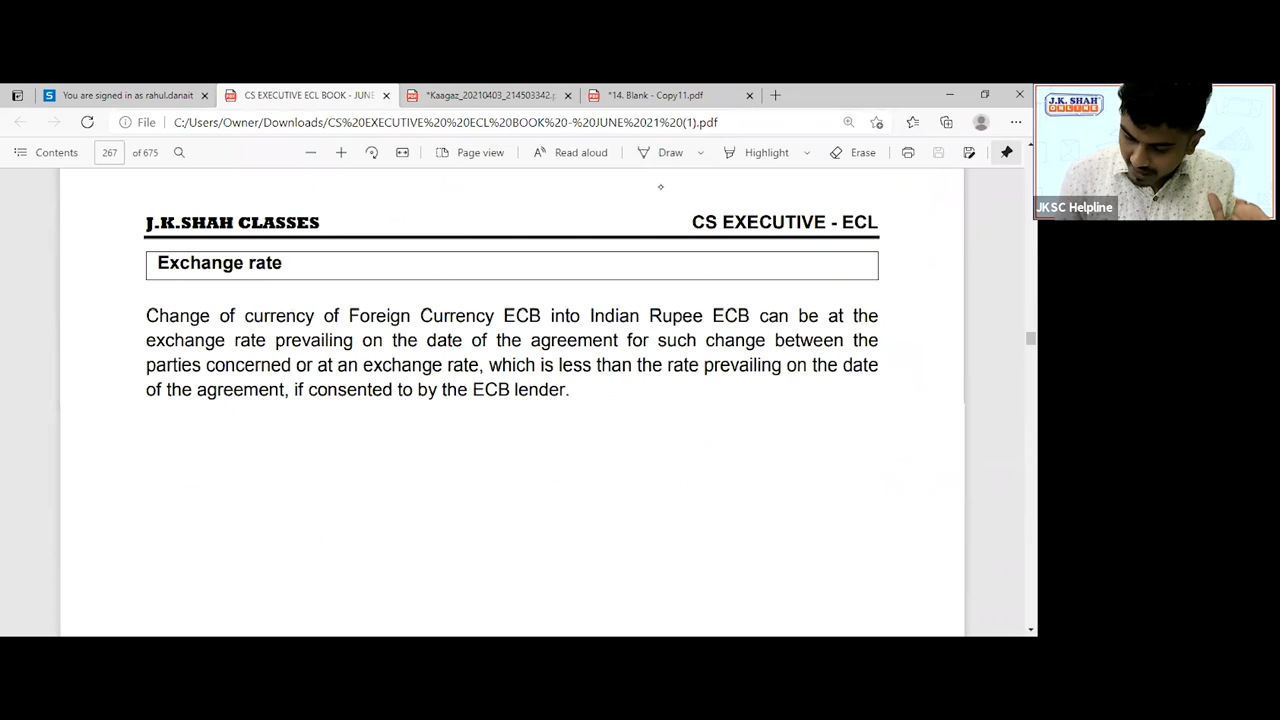 You are signed in as rahul.danait
CS EXECUTIVE ECL BOOK - JUNE
*Kaagaz_20210403_214503342.p
*14. Blank - Copy11.pdf
File
C:/Users/Owner/Downloads/CS%20EXECUTIVE%20%20ECL%20BOOK%20-%20JUNE%2021%20(1).pdf
Contents
267
of 675
Page view
Read aloud
Draw
Highlight
Erase
J.K. SHAH
ONLINE
JKSC Helpline
J.K.SHAH CLASSES
CS EXECUTIVE - ECL
Exchange rate
Change of currency of Foreign Currency ECB into Indian Rupee ECB can be at the
exchange rate prevailing on the date of the agreement for such change between the
parties concerned or at an exchange rate, which is less than the rate prevailing on the date
of the agreement, if consented to by the ECB lender.